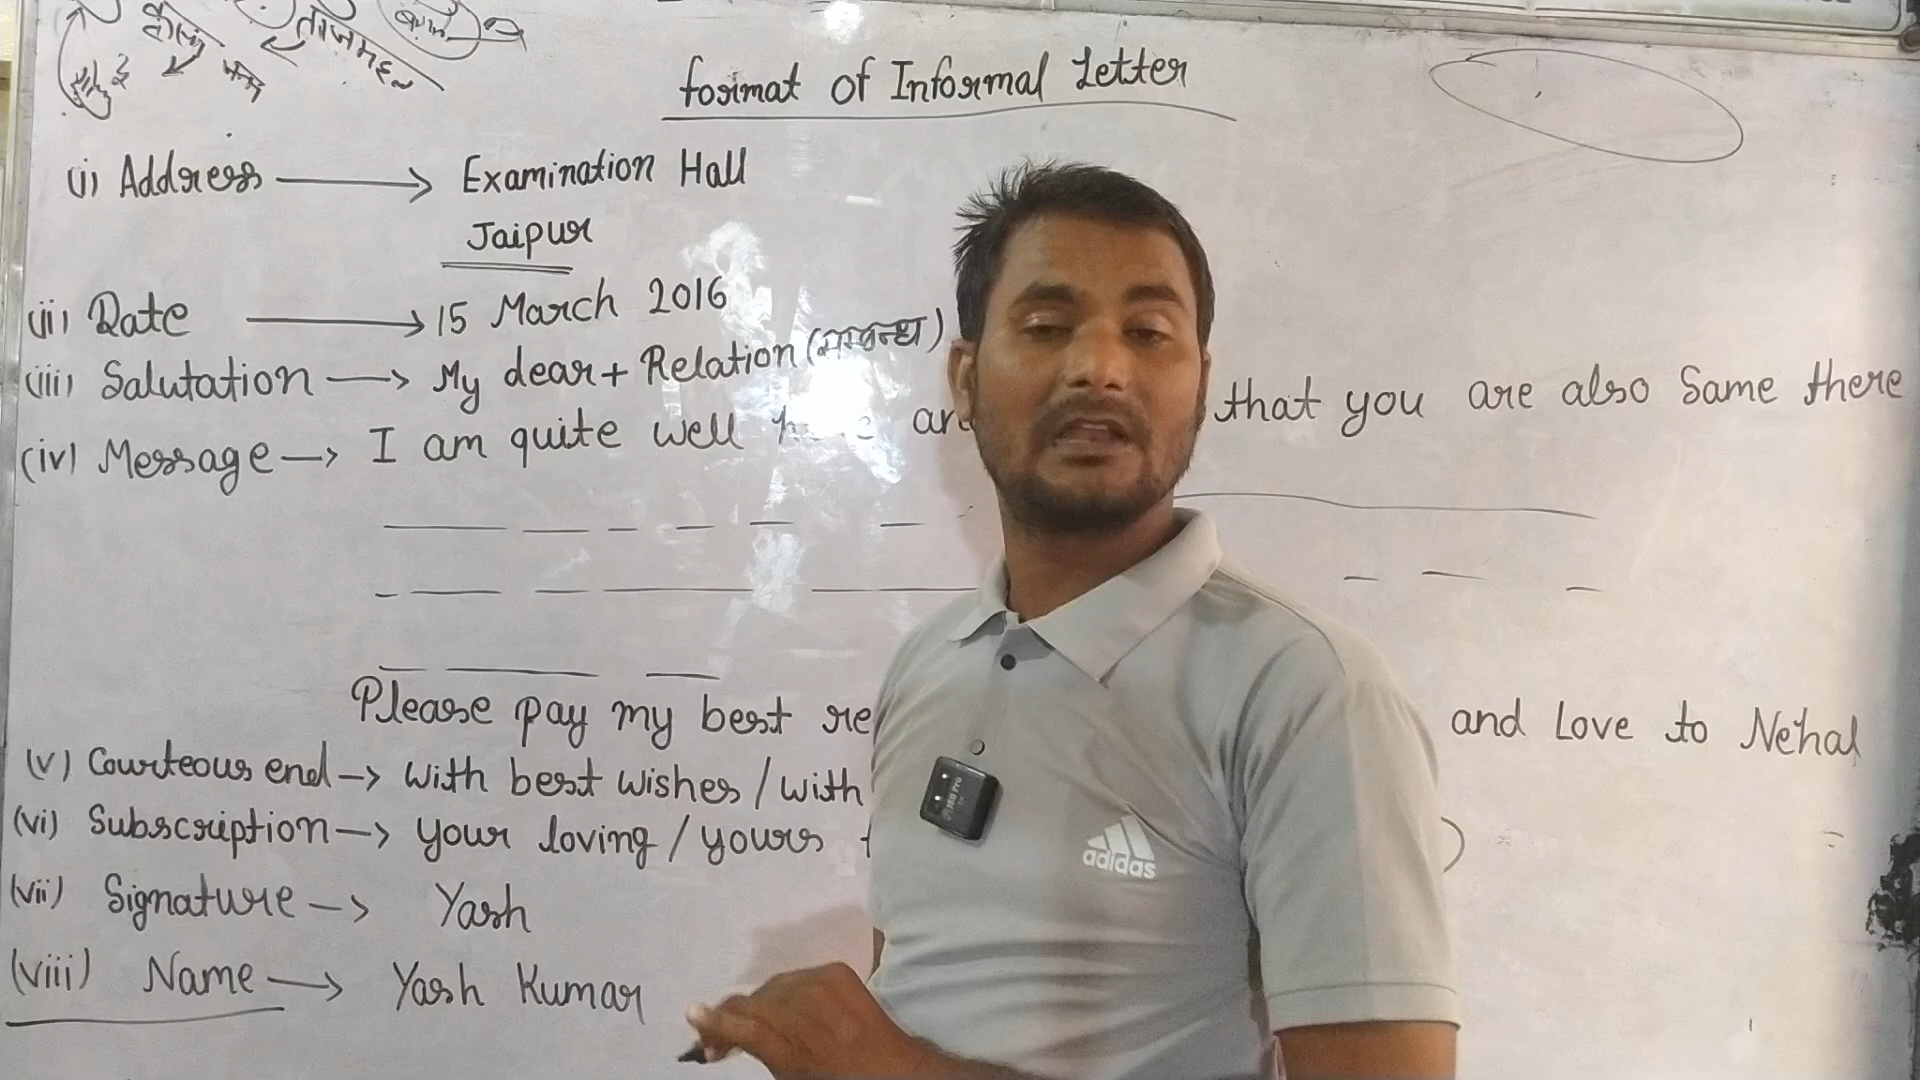 ताजमहल
Format of Informal Letter
(i) Address → Examination Hall
Jaipur
(ii) Date → 15 March 2016
(iii) Salutation → My dear + Relation
(iv) Message → I am quite well that you are also Same there
Please pay my best and Love to Nehal
(v) Courteous end → with best wishes / with
(vi) Subscription → your loving / yours )
(vii) Signature → Yash
(viii) Name → Yash Kumar
adidas